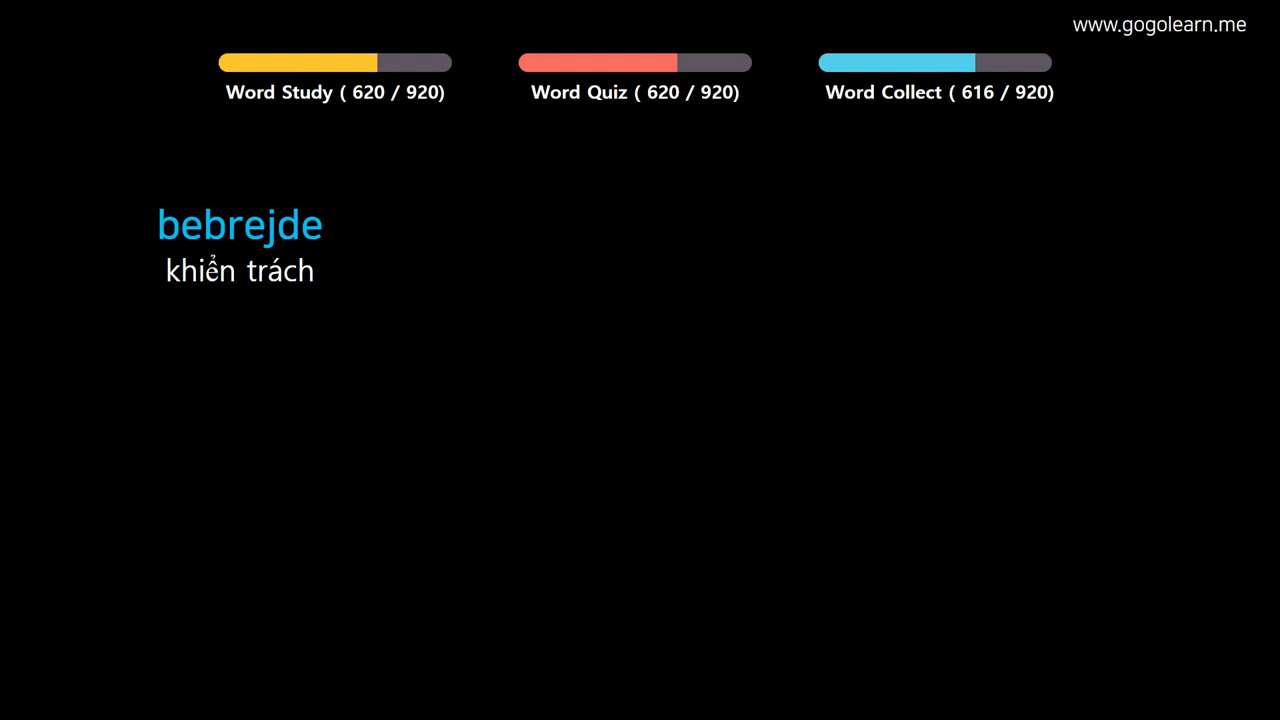 www.gogolearn.me
Word Study ( 620 / 920)
Word Quiz ( 620 / 920)
Word Collect ( 616 / 920)
bebrejde
khiển trách